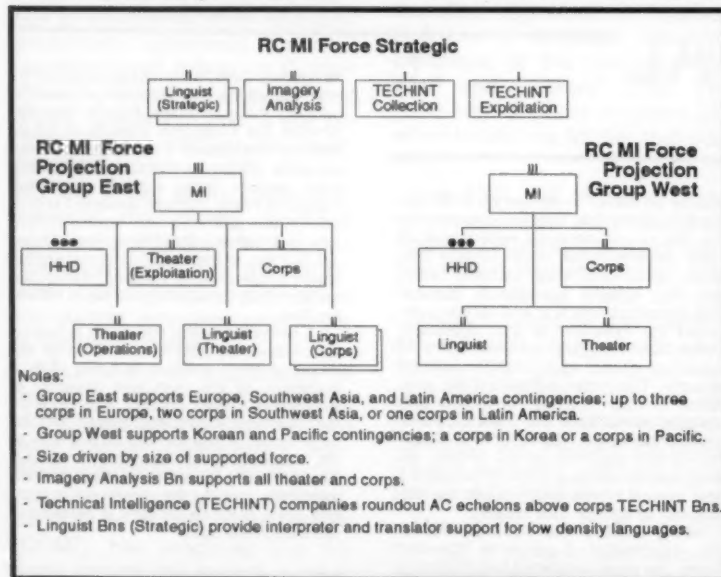 RC MI Force Strategic
II
Linguist
(Strategic)
II
Imagery
Analysis
I
TECHINT
Collection
I
TECHINT
Exploitation
RC MI Force
Projection
Group East
III
MI
RC MI Force
Projection
Group West
III
MI
●●●
HHD
II
Theater
(Exploitation)
II
Corps
●●●
HHD
II
Corps
II
Theater
(Operations)
II
Linguist
(Theater)
II
Linguist
(Corps)
II
Linguist
II
Theater
Notes:
- Group East supports Europe, Southwest Asia, and Latin America contingencies; up to three
corps in Europe, two corps in Southwest Asia, or one corps in Latin America.
- Group West supports Korean and Pacific contingencies; a corps in Korea or a corps in Pacific.
- Size driven by size of supported force.
- Imagery Analysis Bn supports all theater and corps.
- Technical Intelligence (TECHINT) companies roundout AC echelons above corps TECHINT Bns.
- Linguist Bns (Strategic) provide interpreter and translator support for low density languages.